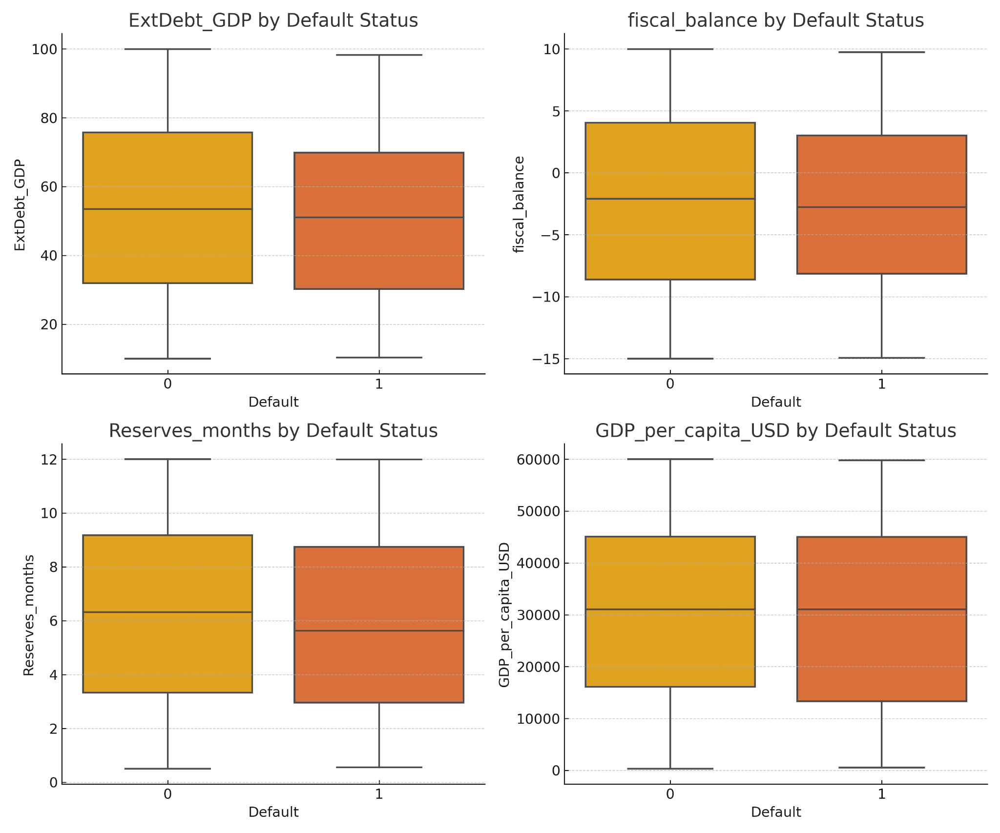 ExtDebt_GDP by Default Status
100
80
60
40
20
ExtDebt_GDP
0 1
Default
fiscal_balance by Default Status
10
5
0
−5
−10
−15
fiscal_balance
0 1
Default
Reserves_months by Default Status
12
10
8
6
4
2
0
Reserves_months
0 1
Default
GDP_per_capita_USD by Default Status
60000
50000
40000
30000
20000
10000
0
GDP_per_capita_USD
0 1
Default